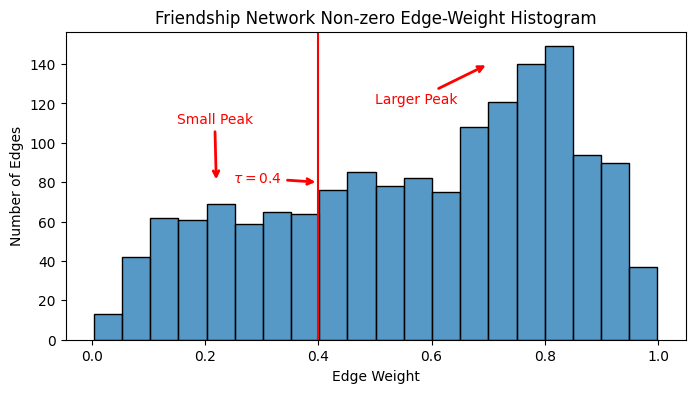 Friendship Network Non-zero Edge-Weight Histogram
Number of Edges
140
120
100
80
60
40
20
0
Small Peak
Larger Peak
τ = 0.4
0.0 0.2 0.4 0.6 0.8 1.0
Edge Weight